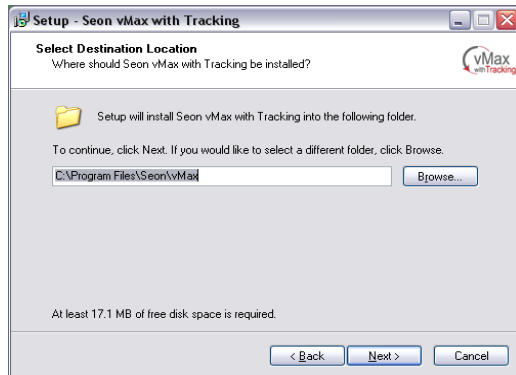 Setup - Seon vMax with Tracking
Select Destination Location
Where should Seon vMax with Tracking be installed?
vMax
with Tracking
Setup will install Seon vMax with Tracking into the following folder.
To continue, click Next. If you would like to select a different folder, click Browse.
C:\Program Files\Seon\vMax
Browse...
At least 17.1 MB of free disk space is required.
< Back
Next >
Cancel